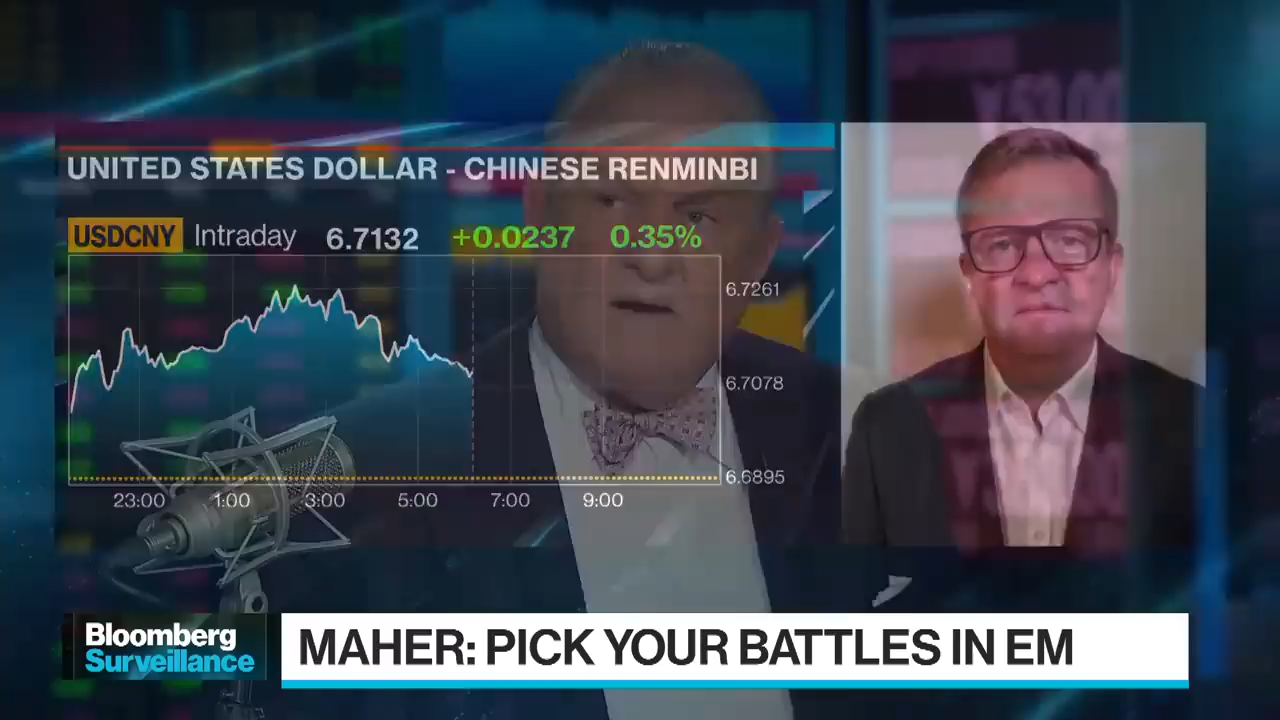 UNITED STATES DOLLAR - CHINESE RENMINBI
USDCNY Intraday 6.7132 +0.0237 0.35%
6.7261
6.7078
6.6895
23:00 1:00 3:00 5:00 7:00 9:00
Bloomberg
Surveillance
MAHER: PICK YOUR BATTLES IN EM